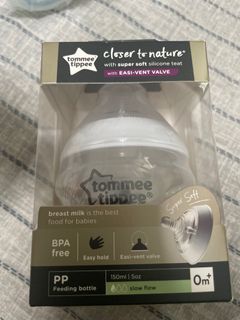 tommee
tippee
closer to nature®
with super soft silicone teat
with EASI-VENT VALVE
tommee
tippee
breast milk is the best
food for babies
Super Soft
BPA
free
Easy hold
Easi-vent valve
PP
Feeding bottle
150ml | 5oz
slow flow
0m+